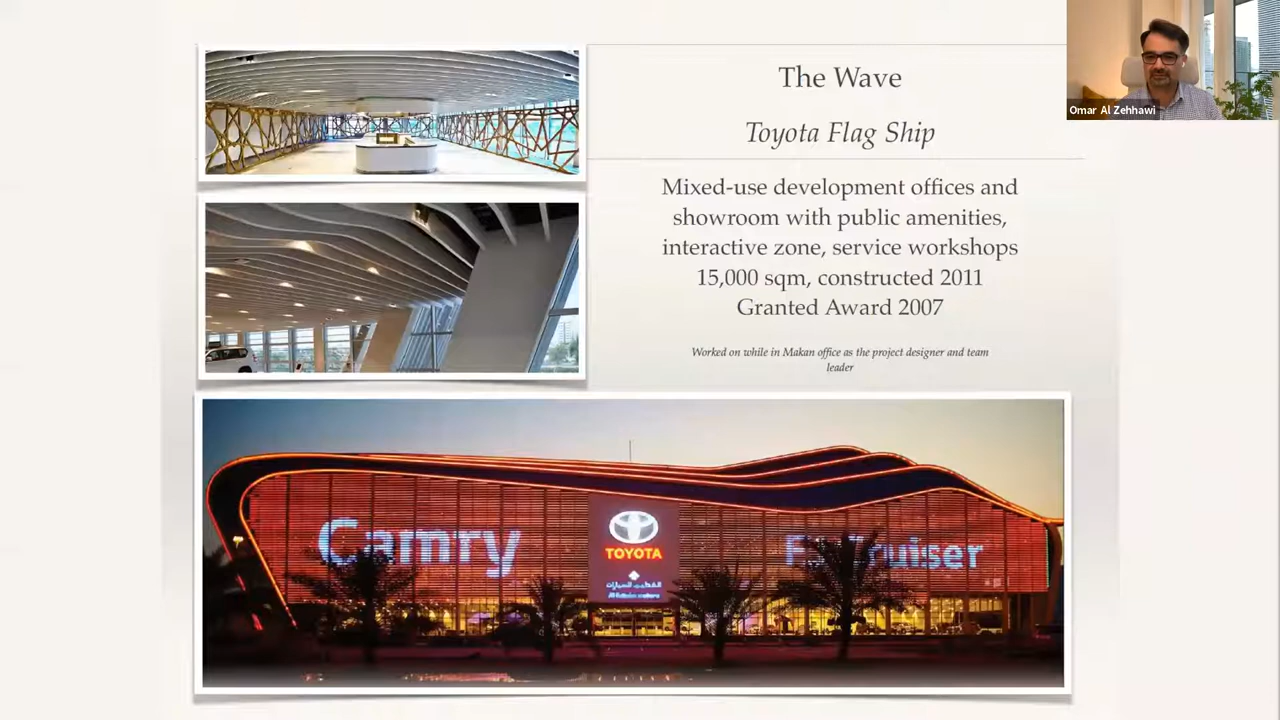 The Wave
Toyota Flag Ship
Mixed-use development offices and
showroom with public amenities,
interactive zone, service workshops
15,000 sqm, constructed 2011
Granted Award 2007
Worked on while in Makan office as the project designer and team
leader
Omar Al Zehhawi
Camry
TOYOTA